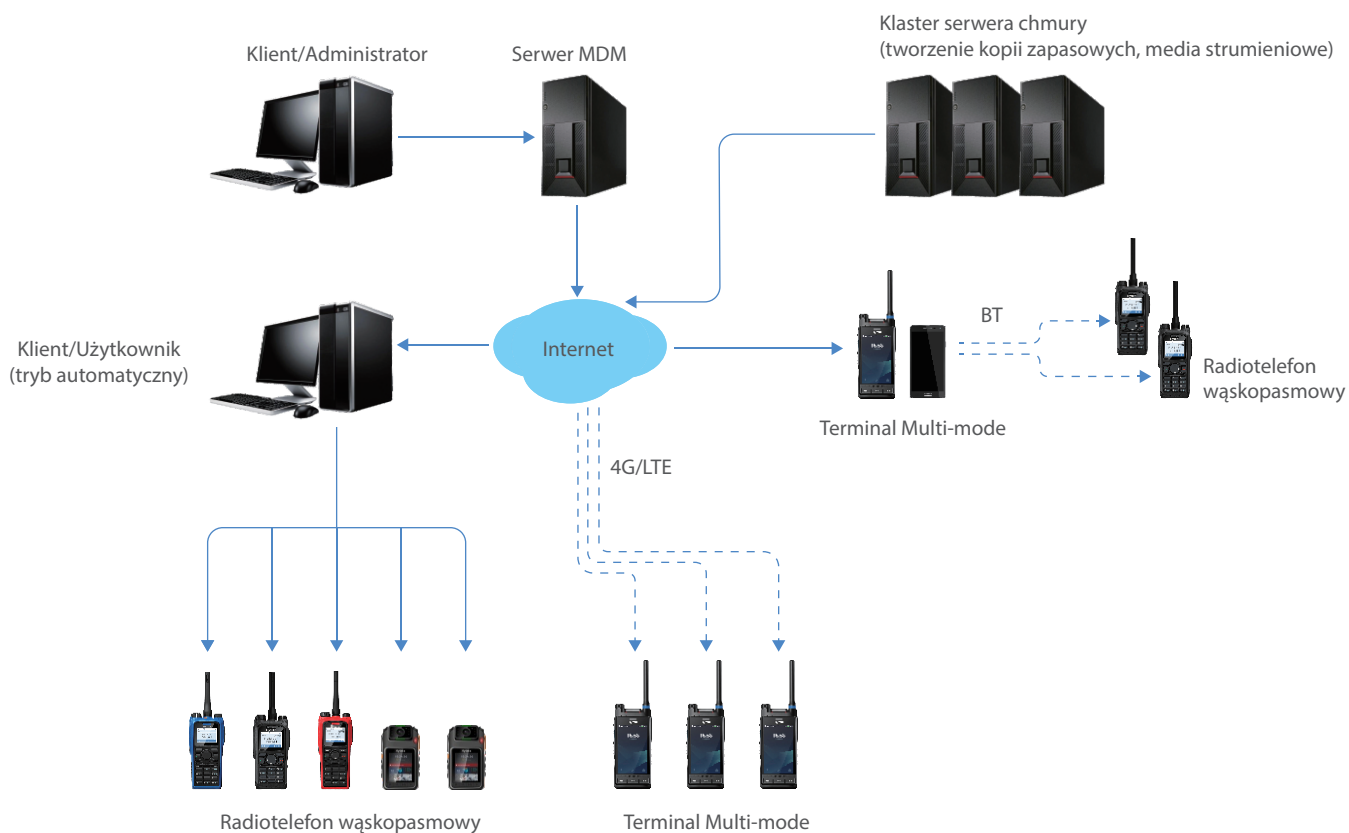 Klaster serwera chmury
(tworzenie kopii zapasowych, media strumieniowe)
Klient/Administrator
Serwer MDM
Klient/Użytkownik
(tryb automatyczny)
Internet
BT
Radiotelefon
wąskopasmowy
Terminal Multi-mode
4G/LTE
Radiotelefon wąskopasmowy
Terminal Multi-mode